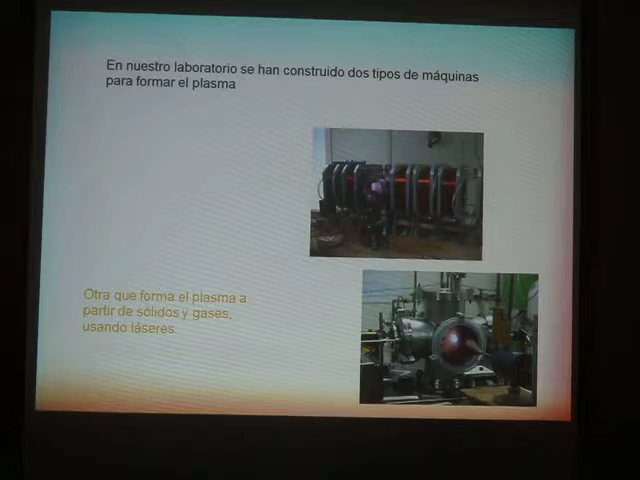 En nuestro laboratorio se han construido dos tipos de máquinas
para formar el plasma
Otra que forma el plasma a
partir de sólidos y gases,
usando láseres